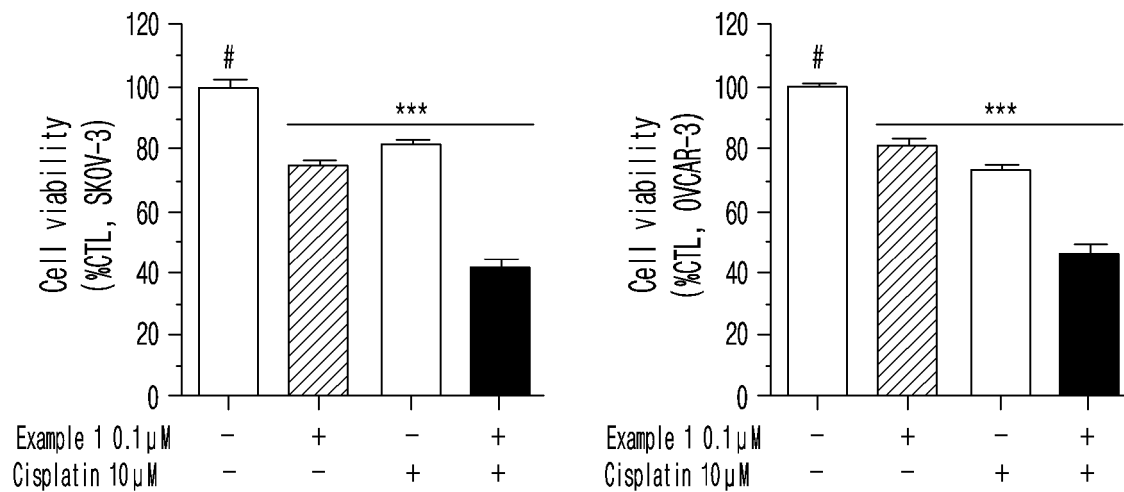 120
100
80
60
40
20
0
Cell viability
(%CTL, SKOV-3)
#
***
Example 1 0.1μM − + − +
Cisplatin 10μM − − + +
120
100
80
60
40
20
0
Cell viability
(%CTL, OVCAR-3)
#
***
Example 1 0.1μM − + − +
Cisplatin 10μM − − + +